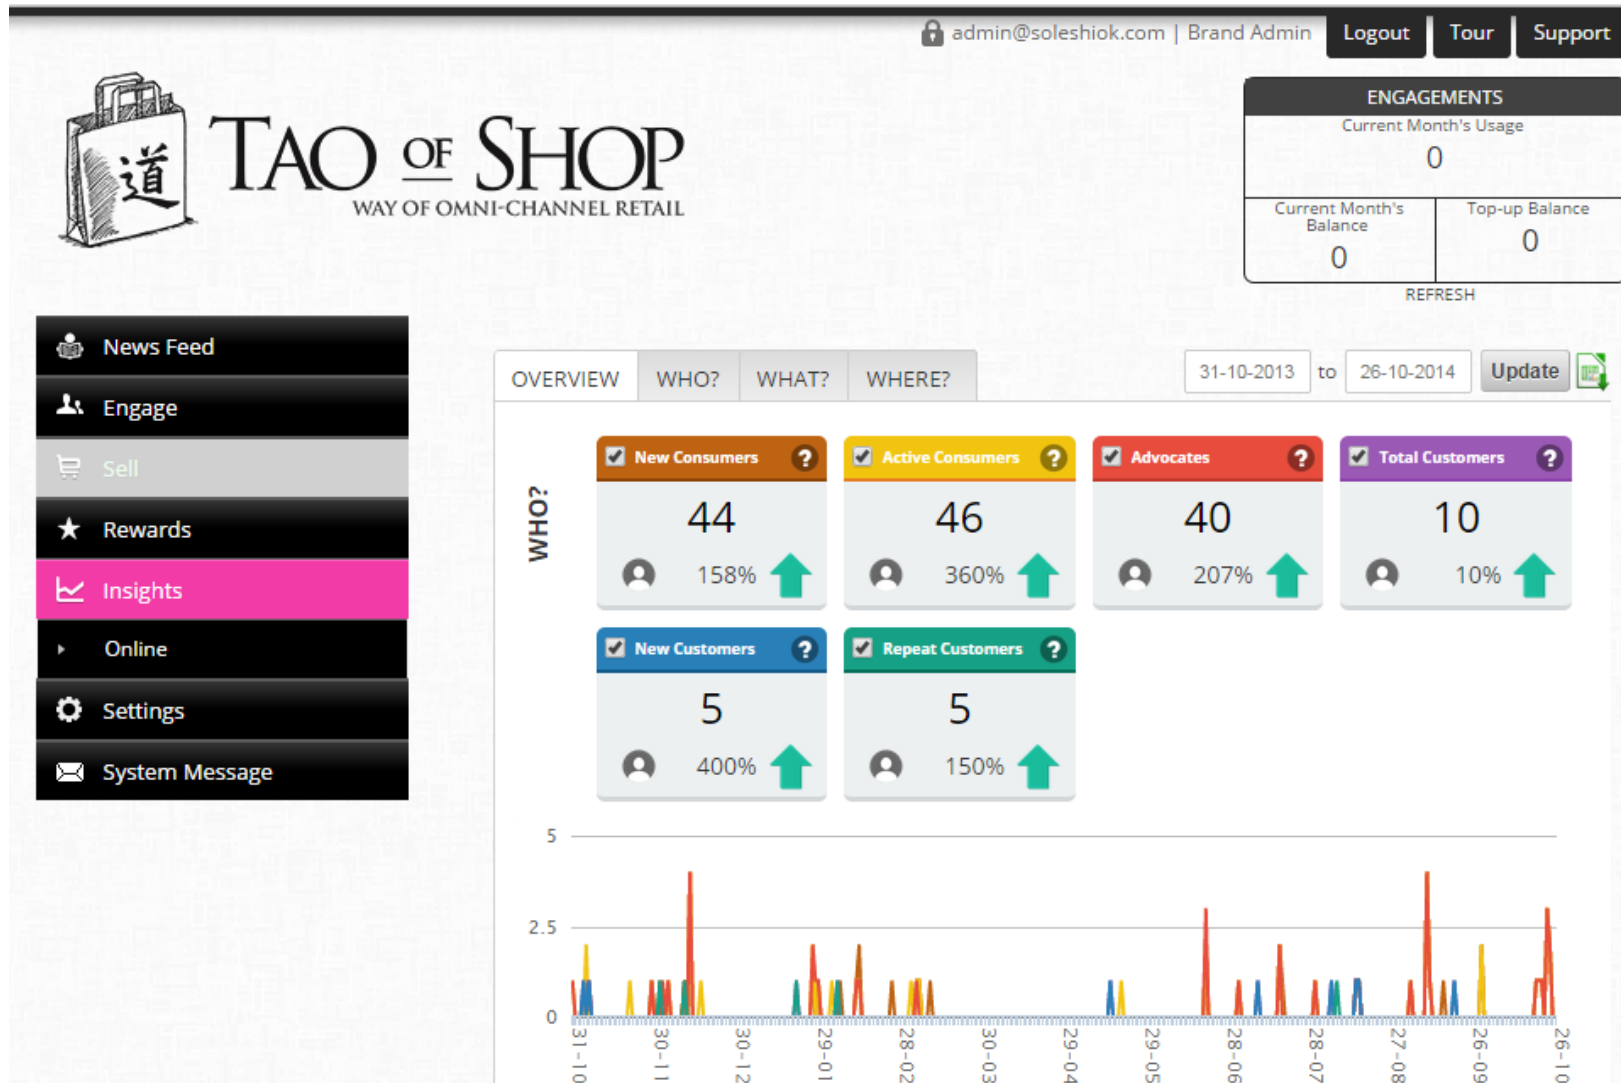 admin@soleshiok.com | Brand Admin
Logout
Tour
Support
道
TAO OF SHOP
WAY OF OMNI-CHANNEL RETAIL
ENGAGEMENTS
Current Month's Usage
0
Current Month's
Balance
0
Top-up Balance
0
REFRESH
News Feed
Engage
Sell
Rewards
Insights
Online
Settings
System Message
OVERVIEW
WHO?
WHAT?
WHERE?
31-10-2013 to 26-10-2014
Update
WHO?
New Consumers ?
44
158%
Active Consumers ?
46
360%
Advocates ?
40
207%
Total Customers ?
10
10%
New Customers ?
5
400%
Repeat Customers ?
5
150%
5
2.5
0
31-10
30-11
30-12
29-01
28-02
30-03
29-04
29-05
28-06
28-07
27-08
26-09
26-10